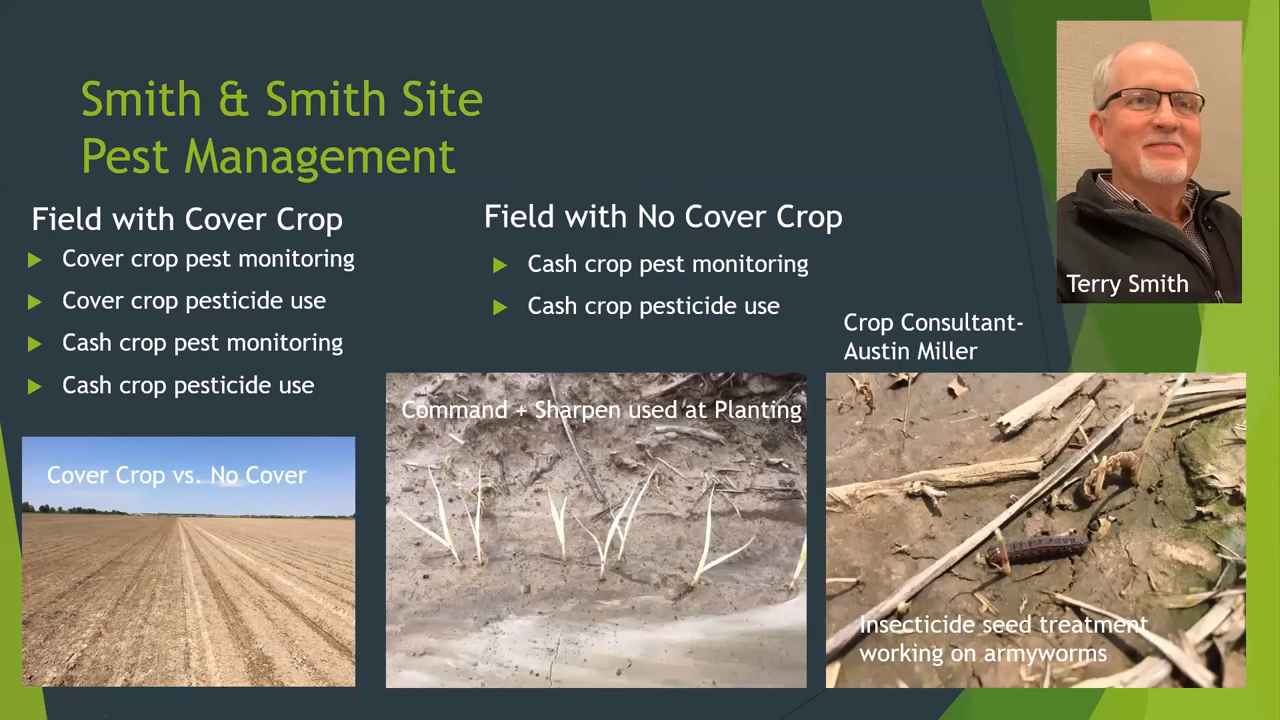 Smith & Smith Site
Pest Management
Field with Cover Crop
Cover crop pest monitoring
Cover crop pesticide use
Cash crop pest monitoring
Cash crop pesticide use
Field with No Cover Crop
Cash crop pest monitoring
Cash crop pesticide use
Terry Smith
Crop Consultant-
Austin Miller
Cover Crop vs. No Cover
Command + Sharpen used at Planting
Insecticide seed treatment
working on armyworms